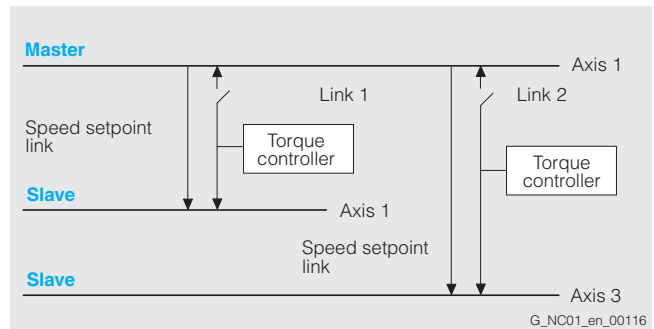 Master
Axis 1
Link 1
Link 2
Speed setpoint
link
Torque
controller
Torque
controller
Slave
Axis 1
Speed setpoint
link
Slave
Axis 3
G_NC01_en_00116